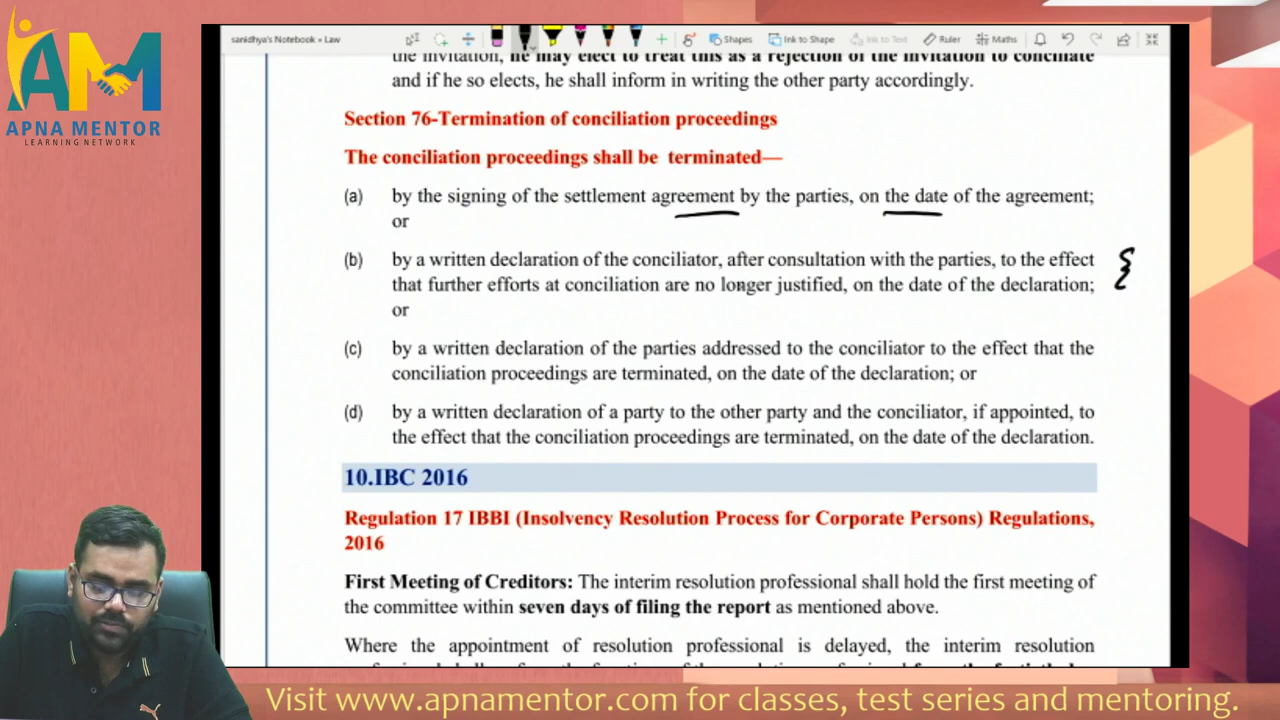 AM
APNA MENTOR
LEARNING NETWORK
sanidhya's Notebook » Law
Shapes
Ink to Shape
Ink to Text
Ruler
Maths
the invitation, he may elect to treat this as a rejection of the invitation to conciliate
and if he so elects, he shall inform in writing the other party accordingly.
Section 76-Termination of conciliation proceedings
The conciliation proceedings shall be terminated—
(a) by the signing of the settlement agreement by the parties, on the date of the agreement;
or
(b) by a written declaration of the conciliator, after consultation with the parties, to the effect
that further efforts at conciliation are no longer justified, on the date of the declaration;
or
(c) by a written declaration of the parties addressed to the conciliator to the effect that the
conciliation proceedings are terminated, on the date of the declaration; or
(d) by a written declaration of a party to the other party and the conciliator, if appointed, to
the effect that the conciliation proceedings are terminated, on the date of the declaration.
10.IBC 2016
Regulation 17 IBBI (Insolvency Resolution Process for Corporate Persons) Regulations,
2016
First Meeting of Creditors: The interim resolution professional shall hold the first meeting of
the committee within seven days of filing the report as mentioned above.
Where the appointment of resolution professional is delayed, the interim resolution
Visit www.apnamentor.com for classes, test series and mentoring.